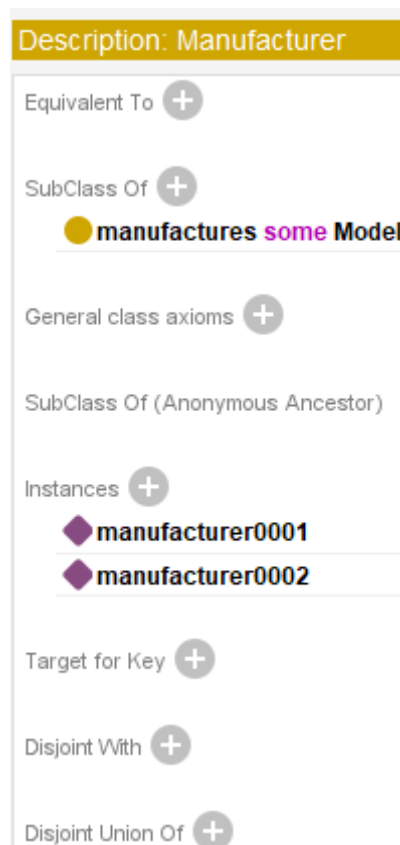 Description: Manufacturer
Equivalent To
SubClass Of
manufactures some Model
General class axioms
SubClass Of (Anonymous Ancestor)
Instances
manufacturer0001
manufacturer0002
Target for Key
Disjoint With
Disjoint Union Of